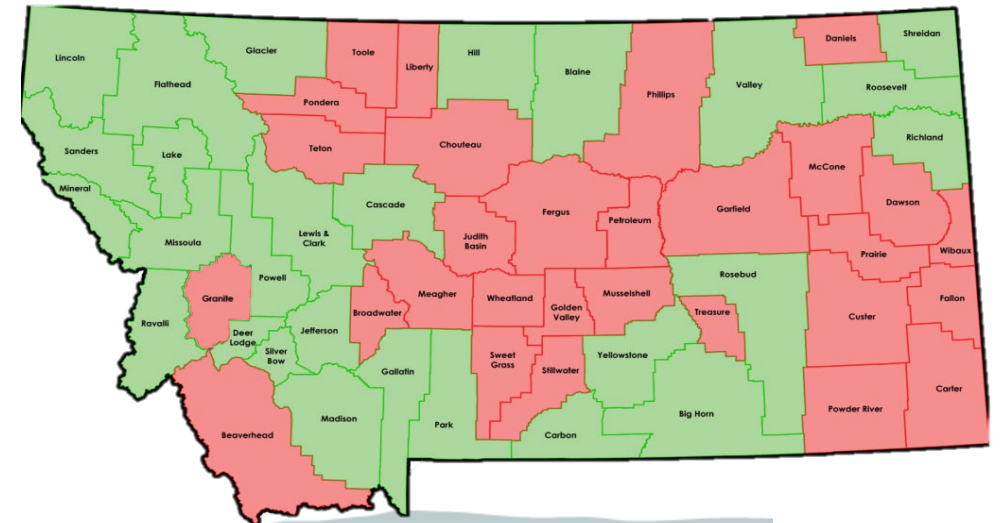 Lincoln
Flathead
Glacier
Toole
Liberty
Hill
Blaine
Phillips
Valley
Daniels
Shreidan
Roosevelt
Richland
Pondera
Teton
Chouteau
Sanders
Lake
Mineral
Missoula
Cascade
Lewis &
Clark
Powell
Judith
Basin
Fergus
Petroleum
Garfield
McCone
Dawson
Wibaux
Prairie
Granile
Ravalli
Deer
Lodge
Silver
Bow
Jefferson
Broadwater
Meagher
Wheatland
Golden
Valley
Musselshell
Rosebud
Treasure
Custer
Fallon
Gallatin
Sweet
Grass
Stillwater
Yellowstone
Beaverhead
Madison
Park
Carbon
Big Horn
Powder River
Carter